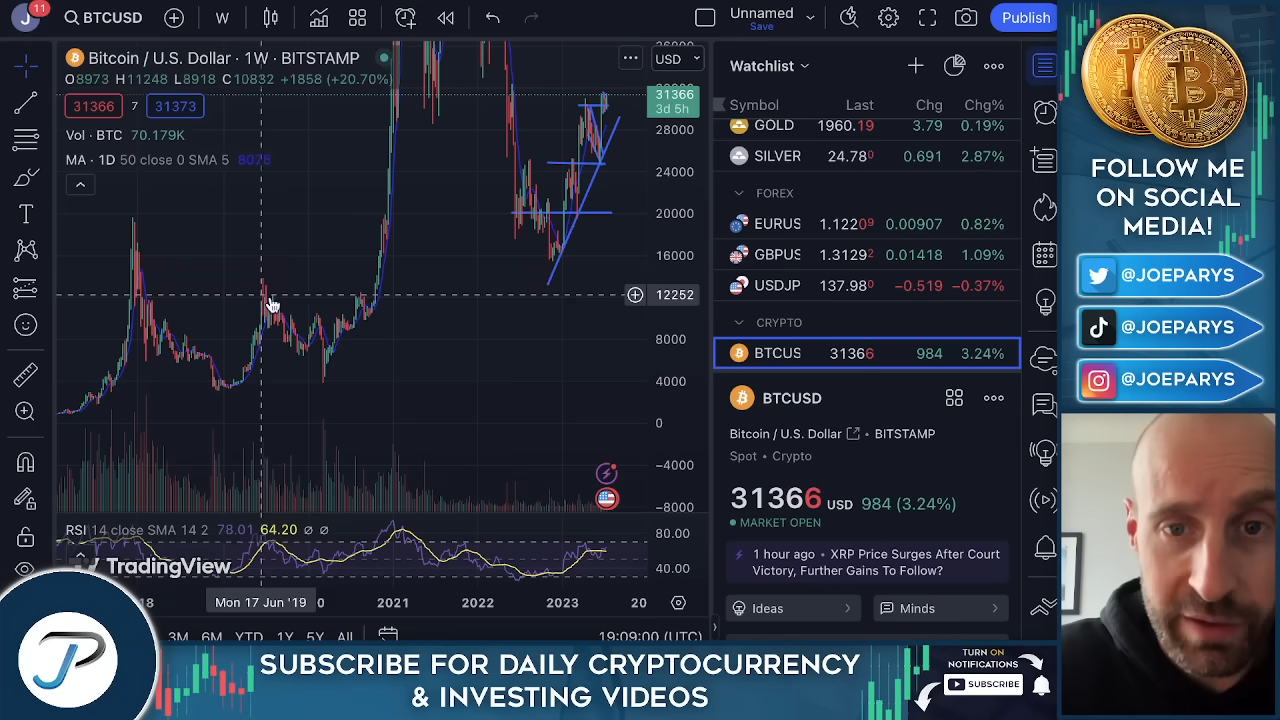 J
11
BTCUSD
W
Unnamed
Save
Publish
Bitcoin / U.S. Dollar · 1W · BITSTAMP
O8973 H11248 L8918 C10832 +1858 (+20.70%)
31366
7
31373
Vol · BTC 70.179K
MA · 1D 50 close 0 SMA 5 8078
USD
36000
31366
3d 5h
28000
24000
20000
16000
12252
8000
4000
0
−4000
−8000
RSI 14 close SMA 14 2 78.01 64.20 ∅ ∅
80.00
40.00
TradingView
18
Mon 17 Jun '19
0
2021
2022
2023
20
3M 6M YTD 1Y 5Y All
19:09:00 (UTC)
Watchlist
Symbol Last Chg Chg%
GOLD 1960.19 3.79 0.19%
SILVER 24.780 0.691 2.87%
FOREX
EURUS 1.12209 0.00907 0.82%
GBPUS 1.31292 0.01418 1.09%
USDJP 137.980 −0.519 −0.37%
CRYPTO
BTCUS 31366 984 3.24%
BTCUSD
Bitcoin / U.S. Dollar · BITSTAMP
Spot · Crypto
31366 USD 984 (3.24%)
MARKET OPEN
1 hour ago · XRP Price Surges After Court
Victory, Further Gains To Follow?
Ideas
Minds
FOLLOW ME
ON SOCIAL
MEDIA!
@JOEPARYS
@JOEPARYS
@JOEPARYS
JP
SUBSCRIBE FOR DAILY CRYPTOCURRENCY
& INVESTING VIDEOS
TURN ON
NOTIFICATIONS
SUBSCRIBE